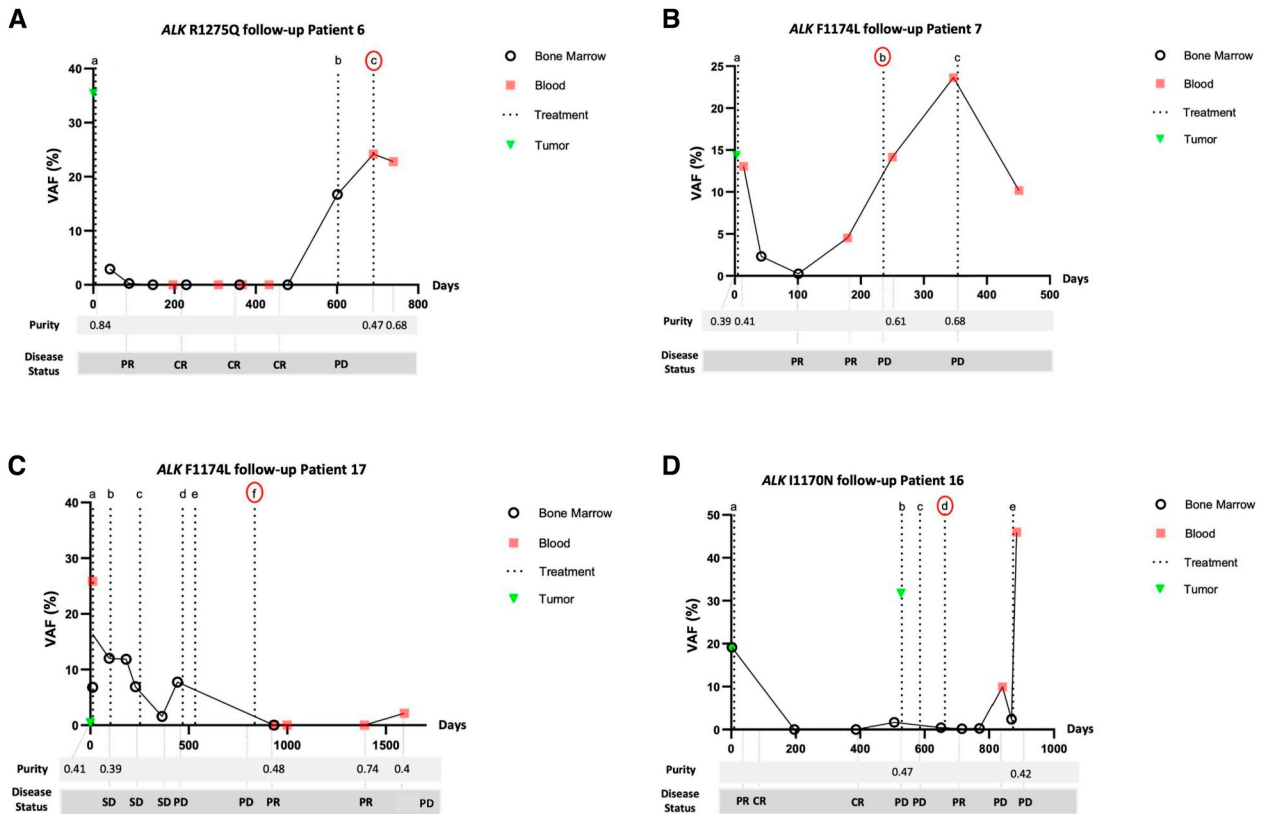 A
ALK R1275Q follow-up Patient 6
a b c
40
30
20
10
0
VAF (%)
0 200 400 600 800 Days
Purity 0.84 0.47 0.68
Disease Status PR CR CR CR PD
Bone Marrow
Blood
Treatment
Tumor
B
ALK F1174L follow-up Patient 7
a b c
25
20
15
10
5
0
VAF (%)
0 100 200 300 400 500 Days
Purity 0.39 0.41 0.61 0.68
Disease Status PR PR PD PD
Bone Marrow
Blood
Treatment
Tumor
C
ALK F1174L follow-up Patient 17
a b c d e f
40
30
20
10
0
VAF (%)
0 500 1000 1500 Days
Purity 0.41 0.39 0.48 0.74 0.4
Disease Status SD SD SD PD PD PR PR PD
Bone Marrow
Blood
Treatment
Tumor
D
ALK I1170N follow-up Patient 16
a b c d e
50
40
30
20
10
0
VAF (%)
0 200 400 600 800 1000 Days
Purity 0.47 0.42
Disease Status PR CR CR PD PD PR PD PD
Bone Marrow
Blood
Treatment
Tumor